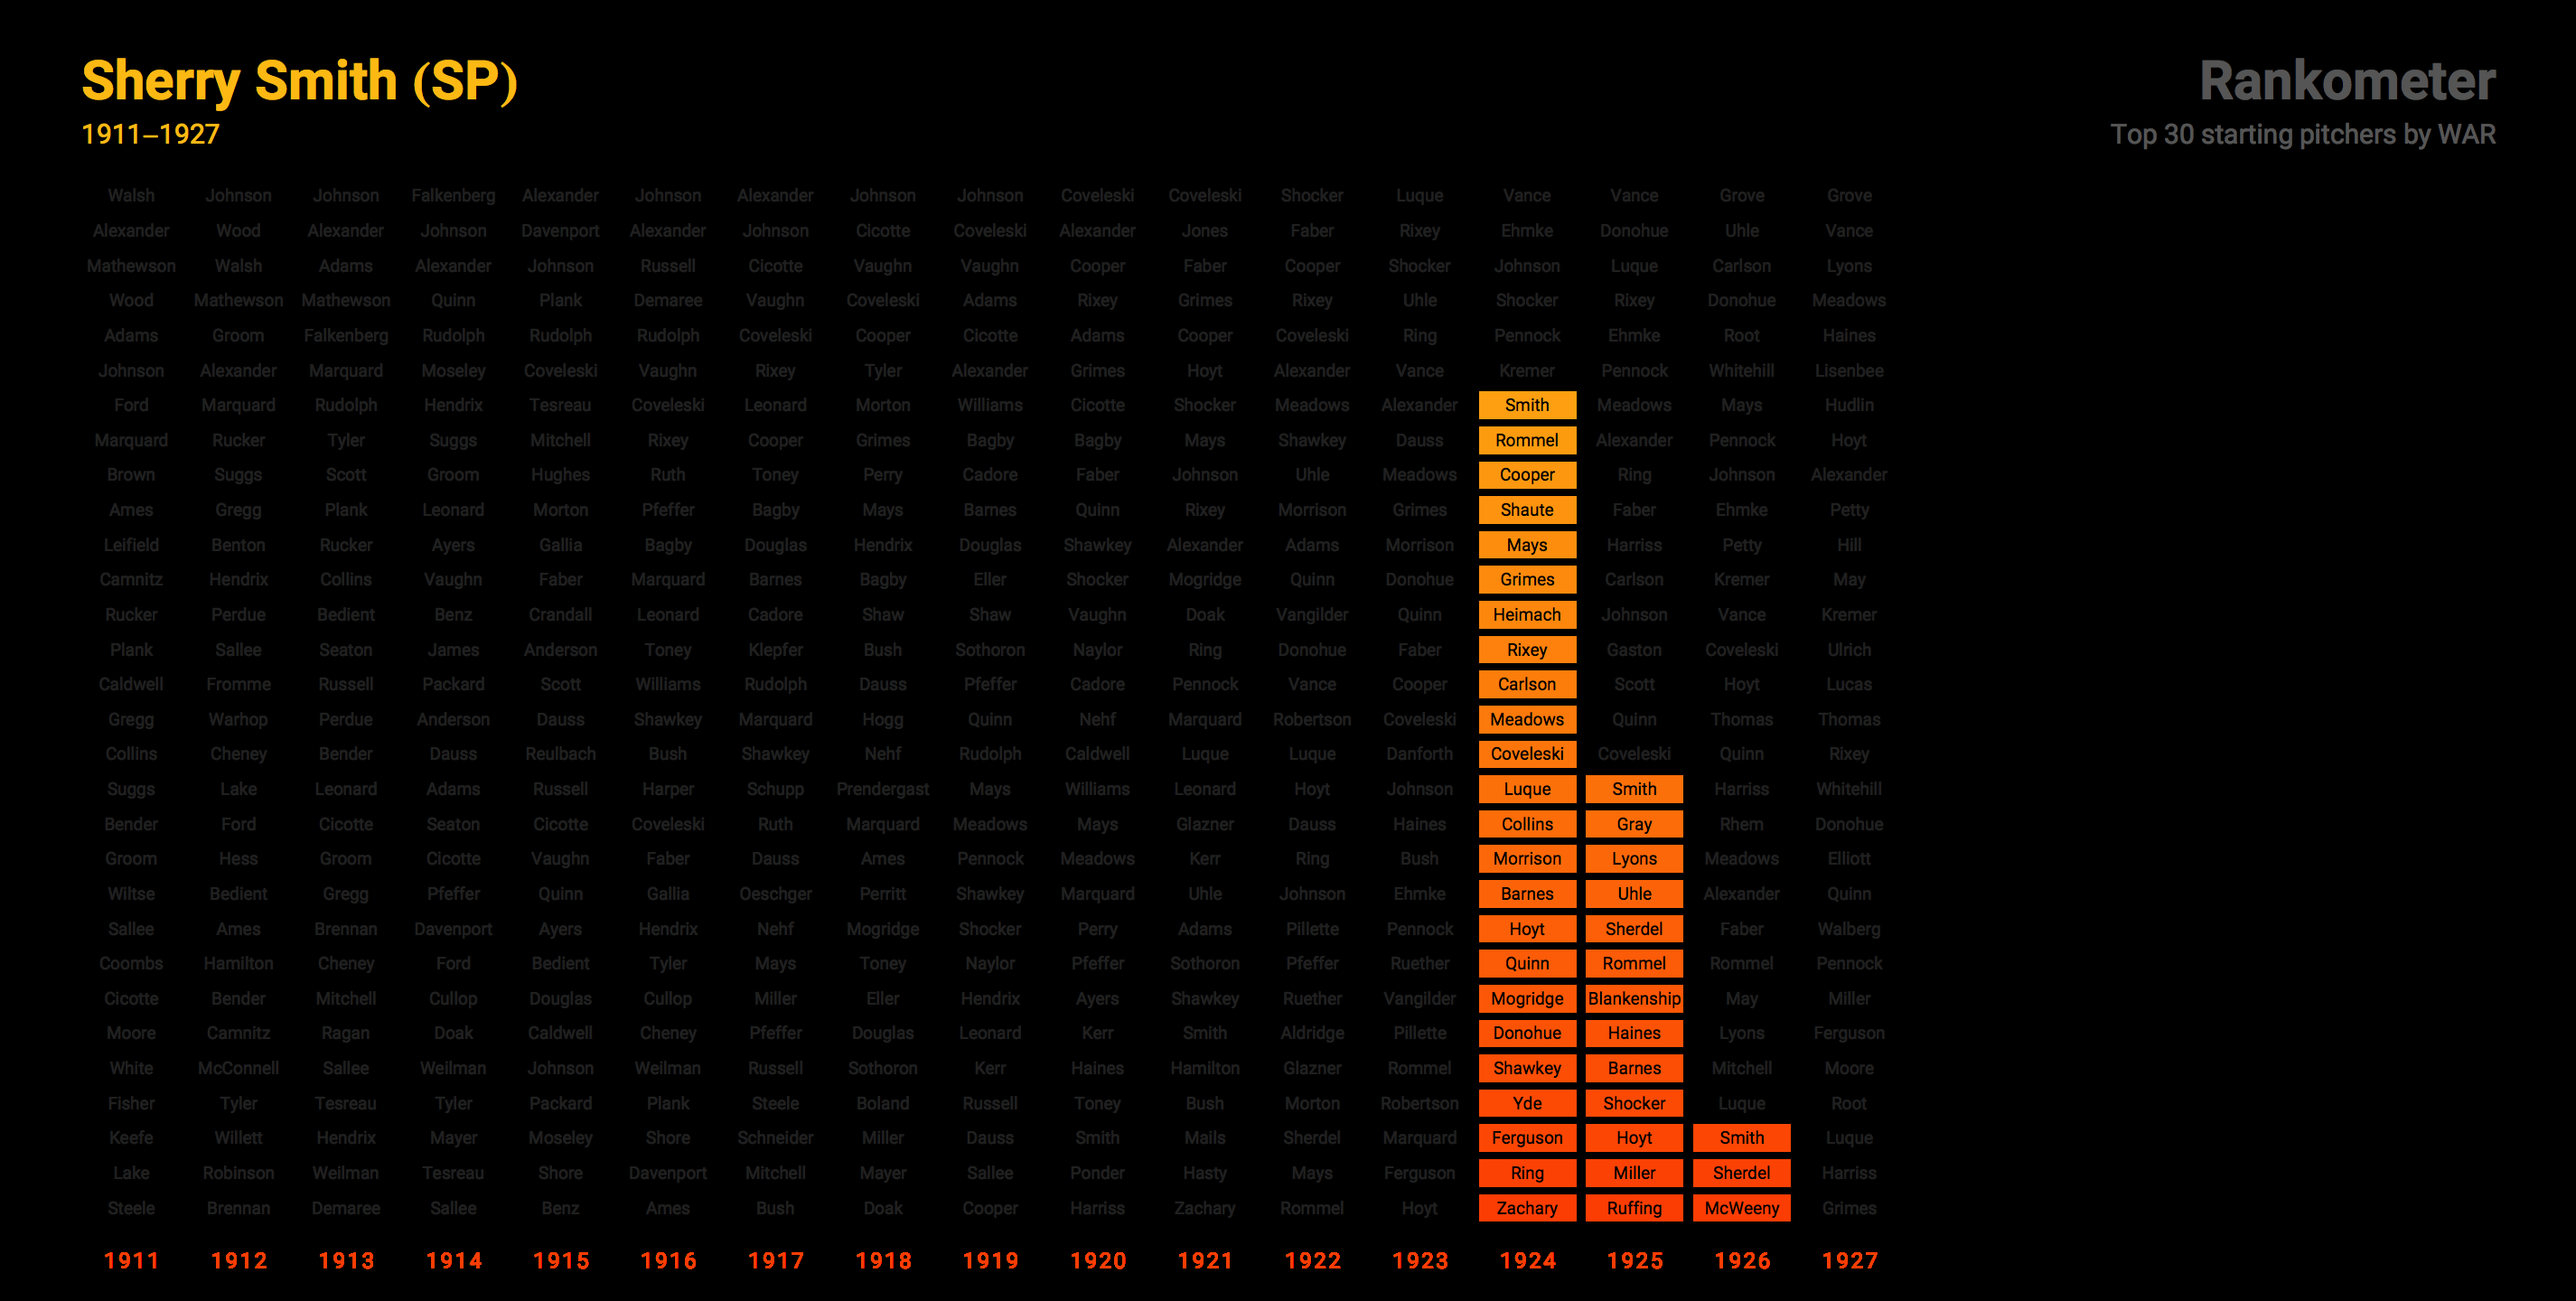 Sherry Smith (SP)
1911–1927
Rankometer
Top 30 starting pitchers by WAR
Walsh Johnson Johnson Falkenberg Alexander Johnson Alexander Johnson Johnson Coveleski Coveleski Shocker Luque Vance Vance Grove Grove
Alexander Wood Alexander Johnson Davenport Alexander Johnson Cicotte Coveleski Alexander Jones Faber Rixey Ehmke Donohue Uhle Vance
Mathewson Walsh Adams Alexander Johnson Russell Cicotte Vaughn Vaughn Cooper Faber Cooper Shocker Johnson Luque Carlson Lyons
Wood Mathewson Mathewson Quinn Plank Demaree Vaughn Coveleski Adams Rixey Grimes Rixey Uhle Shocker Rixey Donohue Meadows
Adams Groom Falkenberg Rudolph Rudolph Rudolph Coveleski Cooper Cicotte Adams Cooper Coveleski Ring Pennock Ehmke Root Haines
Johnson Alexander Marquard Moseley Coveleski Vaughn Rixey Tyler Alexander Grimes Hoyt Alexander Vance Kremer Pennock Whitehill Lisenbee
Ford Marquard Rudolph Hendrix Tesreau Coveleski Leonard Morton Williams Cicotte Shocker Meadows Alexander Smith Meadows Mays Hudlin
Marquard Rucker Tyler Suggs Mitchell Rixey Cooper Grimes Bagby Bagby Mays Shawkey Dauss Rommel Alexander Pennock Hoyt
Brown Suggs Scott Groom Hughes Ruth Toney Perry Cadore Faber Johnson Uhle Meadows Cooper Ring Johnson Alexander
Ames Gregg Plank Leonard Morton Pfeffer Bagby Mays Barnes Quinn Rixey Morrison Grimes Shaute Faber Ehmke Petty
Leifield Benton Rucker Ayers Gallia Bagby Douglas Hendrix Douglas Shawkey Alexander Adams Morrison Mays Harriss Petty Hill
Camnitz Hendrix Collins Vaughn Faber Marquard Barnes Bagby Eller Shocker Mogridge Quinn Donohue Grimes Carlson Kremer May
Rucker Perdue Bedient Benz Crandall Leonard Cadore Shaw Shaw Vaughn Doak Vangilder Quinn Heimach Johnson Vance Kremer
Plank Sallee Seaton James Anderson Toney Klepfer Bush Sothoron Naylor Ring Donohue Faber Rixey Gaston Coveleski Ulrich
Caldwell Fromme Russell Packard Scott Williams Rudolph Dauss Pfeffer Cadore Pennock Vance Cooper Carlson Scott Hoyt Lucas
Gregg Warhop Perdue Anderson Dauss Shawkey Marquard Hogg Quinn Nehf Marquard Robertson Coveleski Meadows Quinn Thomas Thomas
Collins Cheney Bender Dauss Reulbach Bush Shawkey Nehf Rudolph Caldwell Luque Luque Danforth Coveleski Coveleski Quinn Rixey
Suggs Lake Leonard Adams Russell Harper Schupp Prendergast Mays Williams Leonard Hoyt Johnson Luque Smith Harriss Whitehill
Bender Ford Cicotte Seaton Cicotte Coveleski Ruth Marquard Meadows Mays Glazner Dauss Haines Collins Gray Rhem Donohue
Groom Hess Groom Cicotte Vaughn Faber Dauss Ames Pennock Meadows Kerr Ring Bush Morrison Lyons Meadows Elliott
Wiltse Bedient Gregg Pfeffer Quinn Gallia Oeschger Perritt Shawkey Marquard Uhle Johnson Ehmke Barnes Uhle Alexander Quinn
Sallee Ames Brennan Davenport Ayers Hendrix Nehf Mogridge Shocker Perry Adams Pillette Pennock Hoyt Sherdel Faber Walberg
Coombs Hamilton Cheney Ford Bedient Tyler Mays Toney Naylor Pfeffer Sothoron Pfeffer Ruether Quinn Rommel Rommel Pennock
Cicotte Bender Mitchell Cullop Douglas Cullop Miller Eller Hendrix Ayers Shawkey Ruether Vangilder Mogridge Blankenship May Miller
Moore Camnitz Ragan Doak Caldwell Cheney Pfeffer Douglas Leonard Kerr Smith Aldridge Pillette Donohue Haines Lyons Ferguson
White McConnell Sallee Weilman Johnson Weilman Russell Sothoron Kerr Haines Hamilton Glazner Rommel Shawkey Barnes Mitchell Moore
Fisher Tyler Tesreau Tyler Packard Plank Steele Boland Russell Toney Bush Morton Robertson Yde Shocker Luque Root
Keefe Willett Hendrix Mayer Moseley Shore Schneider Miller Dauss Smith Mails Sherdel Marquard Ferguson Hoyt Smith Luque
Lake Robinson Weilman Tesreau Shore Davenport Mitchell Mayer Sallee Ponder Hasty Mays Ferguson Ring Miller Sherdel Harriss
Steele Brennan Demaree Sallee Benz Ames Bush Doak Cooper Harriss Zachary Rommel Hoyt Zachary Ruffing McWeeny Grimes
1911 1912 1913 1914 1915 1916 1917 1918 1919 1920 1921 1922 1923 1924 1925 1926 1927